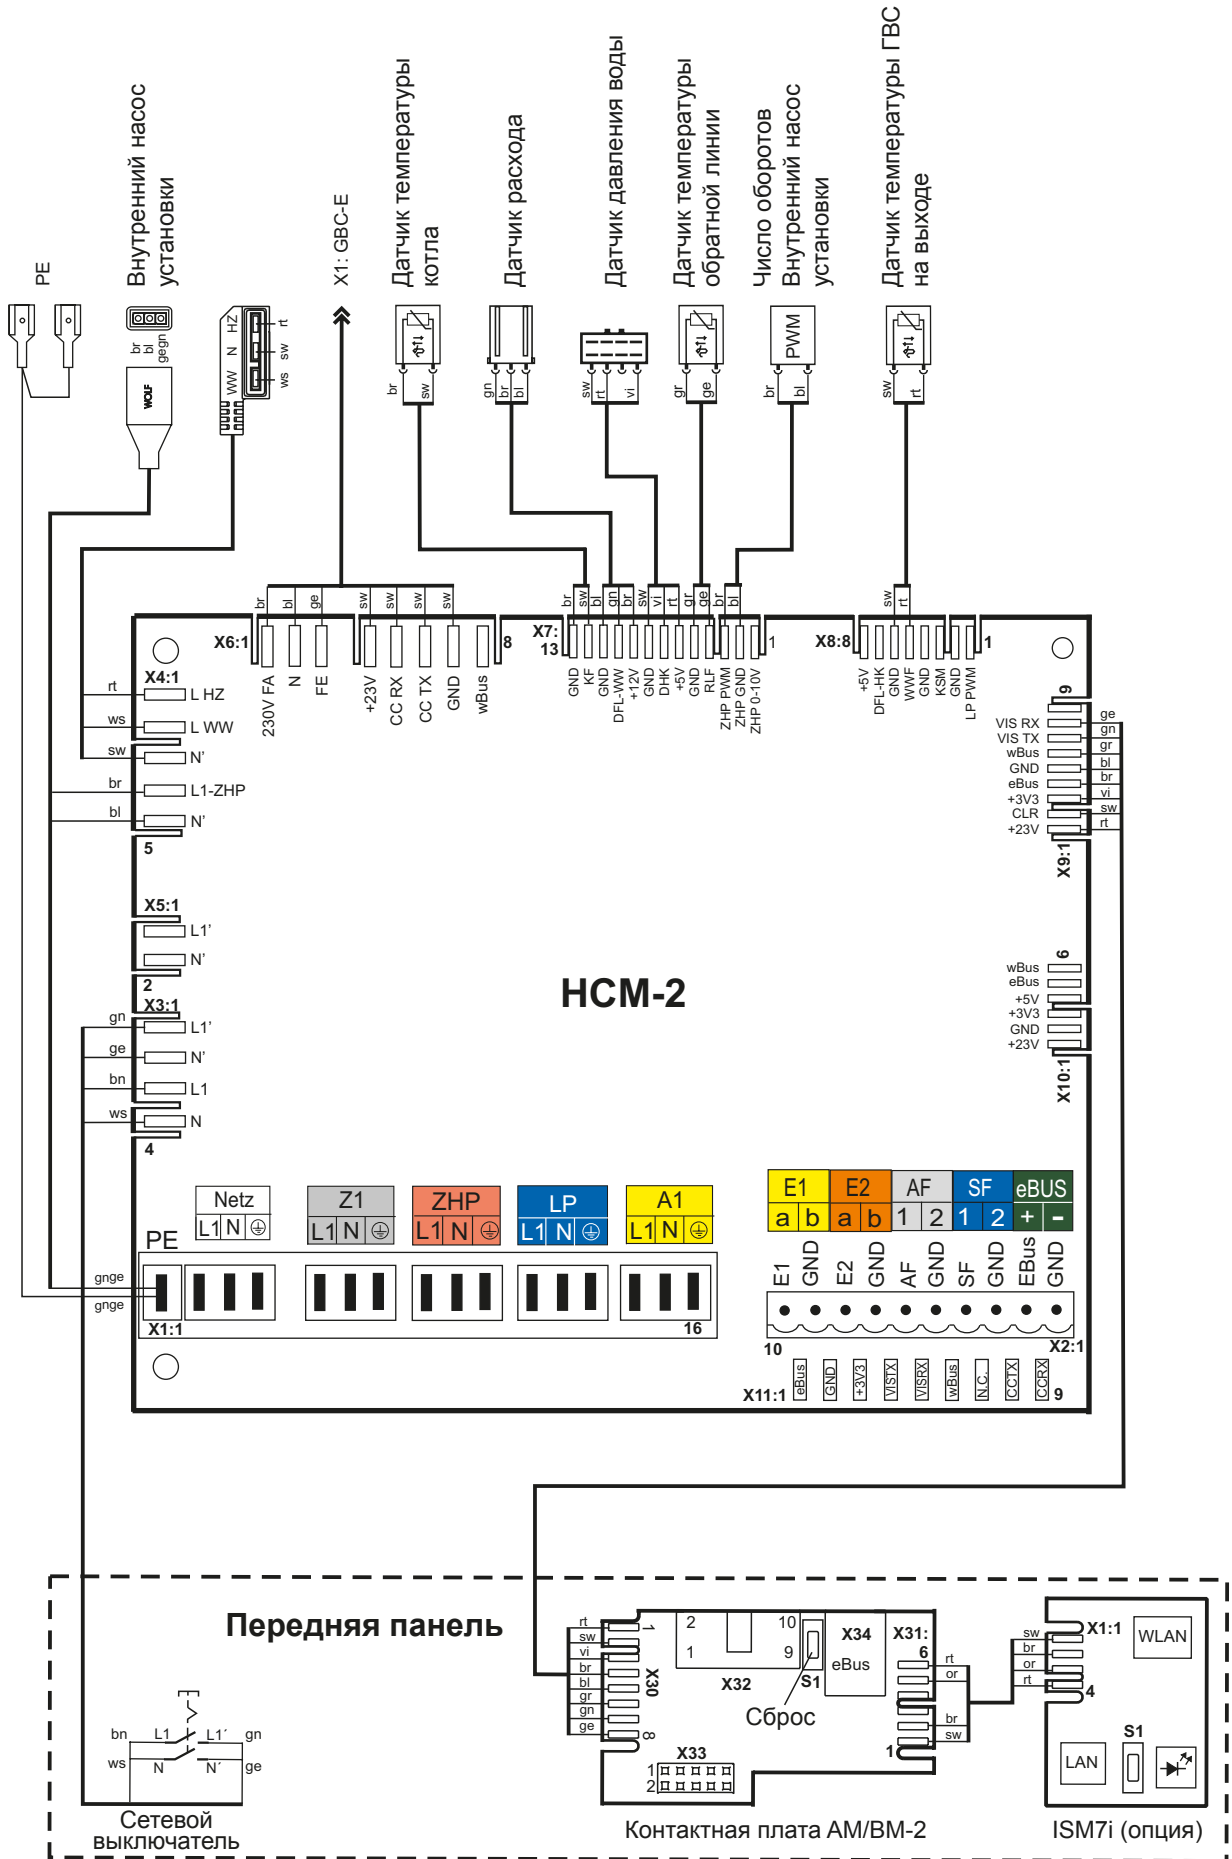 PE
Внутренний насос
установки
X1: GBC-E
Датчик температуры
котла
Датчик расхода
Датчик давления воды
Датчик температуры
обратной линии
Число оборотов
Внутренний насос
установки
Датчик температуры ГВС
на выходе
br
bl
gegn
WOLF
WW N HZ
ws sw rt
br
sw
gn
br
bl
sw
rt
vi
gr
ge
PWM
br
bl
sw
rt
br bl ge sw sw sw sw
br sw bl gn br sw vi rt gr ge br bl
sw rt
X6:1
8
X7:
13
1
X8:8
1
230V FA
N
FE
+23V
CC RX
CC TX
GND
wBus
GND
KF
GND
DFL-WW
+12V
GND
DHK
+5V
GND
RLF
ZHP PWM
ZHP GND
ZHP 0-10V
+5V
DFL-HK
GND
WWF
GND
KSM
GND
LP PWM
X4:1
rt L HZ
ws L WW
sw N'
br L1-ZHP
bl N'
5
X5:1
L1'
N'
2
X3:1
gn L1'
ge N'
bn L1
ws N
4
9
VIS RX ge
VIS TX gn
wBus gr
GND bl
eBus br
+3V3 vi
CLR sw
+23V rt
X9:1
6
wBus
eBus
+5V
+3V3
GND
+23V
X10:1
HCM-2
Netz
L1 N
Z1
L1 N
ZHP
L1 N
LP
L1 N
A1
L1 N
PE
gnge
gnge
X1:1
16
E1 E2 AF SF eBUS
a b a b 1 2 1 2 + -
E1
GND
E2
GND
AF
GND
SF
GND
EBus
GND
10
X2:1
X11:1
eBus
GND
+3V3
VISTX
VISRX
wBus
N.C.
CCTX
CCRX
9
Передняя панель
bn L1 L1´ gn
ws N N´ ge
Сетевой
выключатель
rt
sw
vi
br
bl
gr
gn
ge
1
X30
8
2 10
1 9
X32
S1
Сброс
X34
eBus
X31:
6
rt
or
br
sw
1
X33
1
2
Контактная плата AM/BM-2
sw
br
or
rt
X1:1
4
WLAN
LAN
S1
ISM7i (опция)